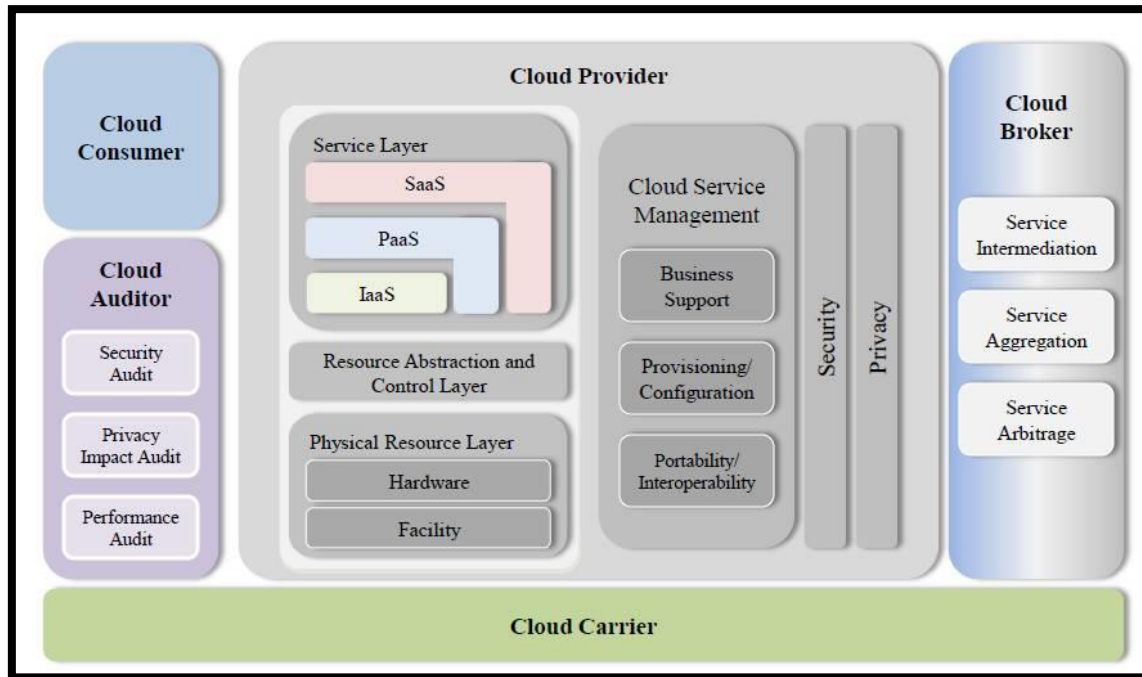 Cloud
Consumer
Cloud
Auditor
Security
Audit
Privacy
Impact Audit
Performance
Audit
Cloud Provider
Service Layer
SaaS
PaaS
IaaS
Resource Abstraction and
Control Layer
Physical Resource Layer
Hardware
Facility
Cloud Service
Management
Business
Support
Provisioning/
Configuration
Portability/
Interoperability
Security
Privacy
Cloud
Broker
Service
Intermediation
Service
Aggregation
Service
Arbitrage
Cloud Carrier